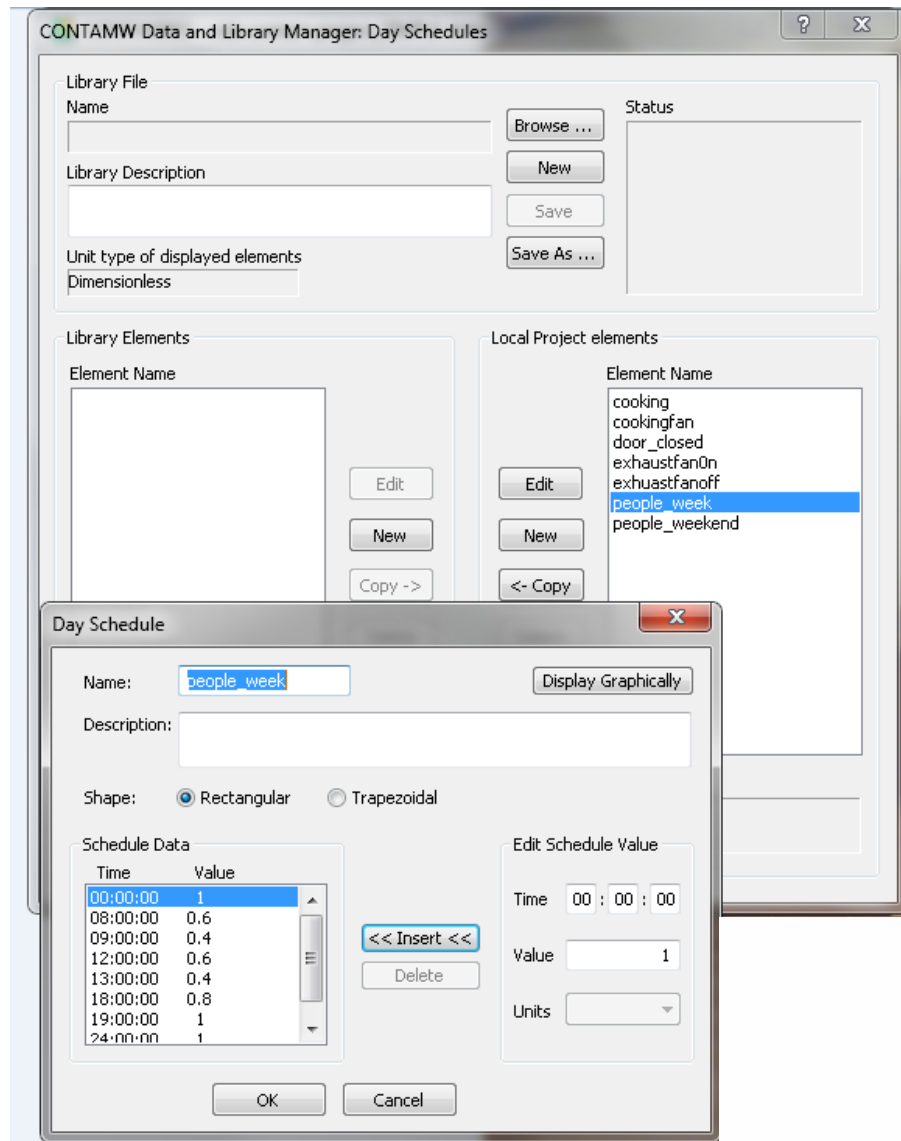 CONTAMW Data and Library Manager: Day Schedules
Library File
Name
Browse ...
Status
New
Library Description
Save
Save As ...
Unit type of displayed elements
Dimensionless
Library Elements
Element Name
Edit
New
Copy ->
Local Project elements
Element Name
Edit
New
<- Copy
cooking
cookingfan
door_closed
exhaustfan0n
exhuastfanoff
people_week
people_weekend
Day Schedule
Name: people_week
Display Graphically
Description:
Shape: Rectangular Trapezoidal
Schedule Data
Time Value
00:00:00 1
08:00:00 0.6
09:00:00 0.4
12:00:00 0.6
13:00:00 0.4
18:00:00 0.8
19:00:00 1
24:00:00 1
<< Insert <<
Delete
Edit Schedule Value
Time 00 : 00 : 00
Value 1
Units
OK
Cancel